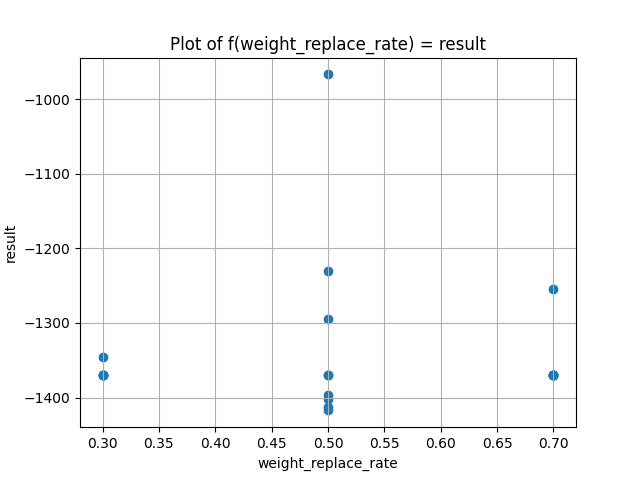 Plot of f(weight_replace_rate) = result
−1000
−1100
−1200
−1300
−1400
result
0.30 0.35 0.40 0.45 0.50 0.55 0.60 0.65 0.70
weight_replace_rate